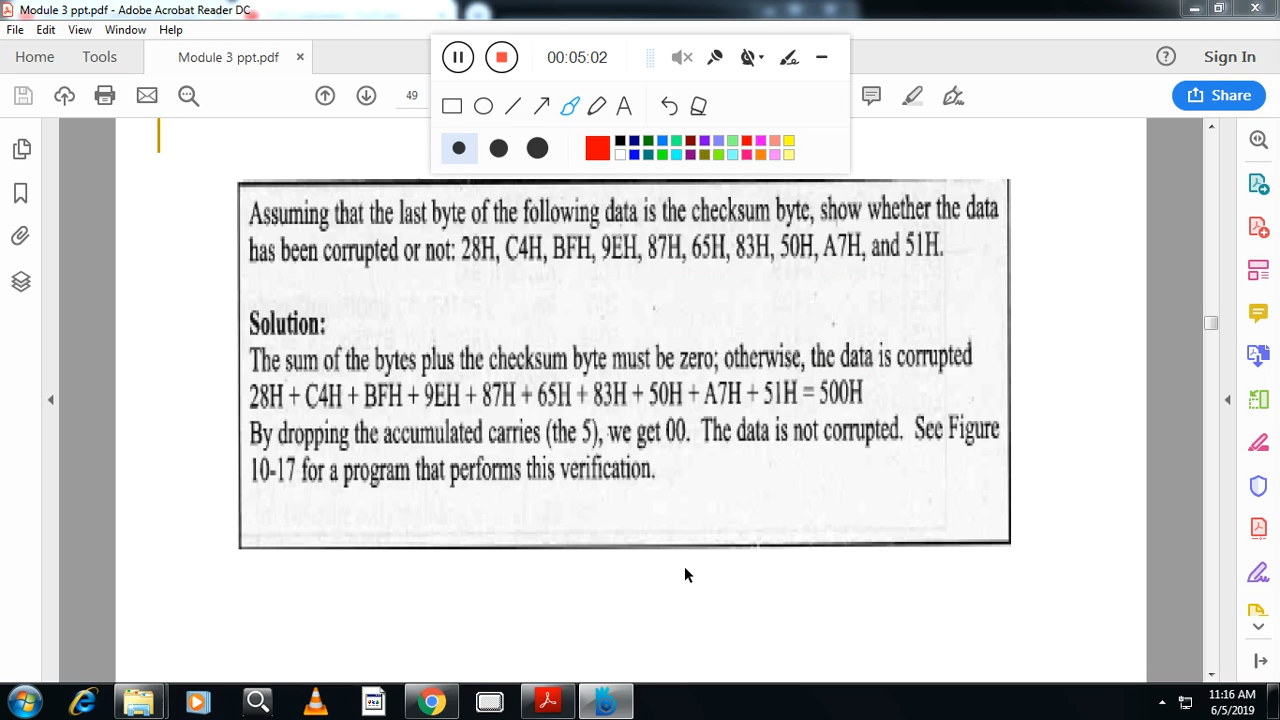 Module 3 ppt.pdf - Adobe Acrobat Reader DC
File Edit View Window Help
Home Tools Module 3 ppt.pdf × 00:05:02 Sign In
49 A Share
Assuming that the last byte of the following data is the checksum byte, show whether the data
has been corrupted or not: 28H, C4H, BFH, 9EH, 87H, 65H, 83H, 50H, A7H, and 51H.
Solution:
The sum of the bytes plus the checksum byte must be zero; otherwise, the data is corrupted
28H + C4H + BFH + 9EH + 87H + 65H + 83H + 50H + A7H + 51H = 500H
By dropping the accumulated carries (the 5), we get 00. The data is not corrupted. See Figure
10-17 for a program that performs this verification.
11:16 AM
6/5/2019